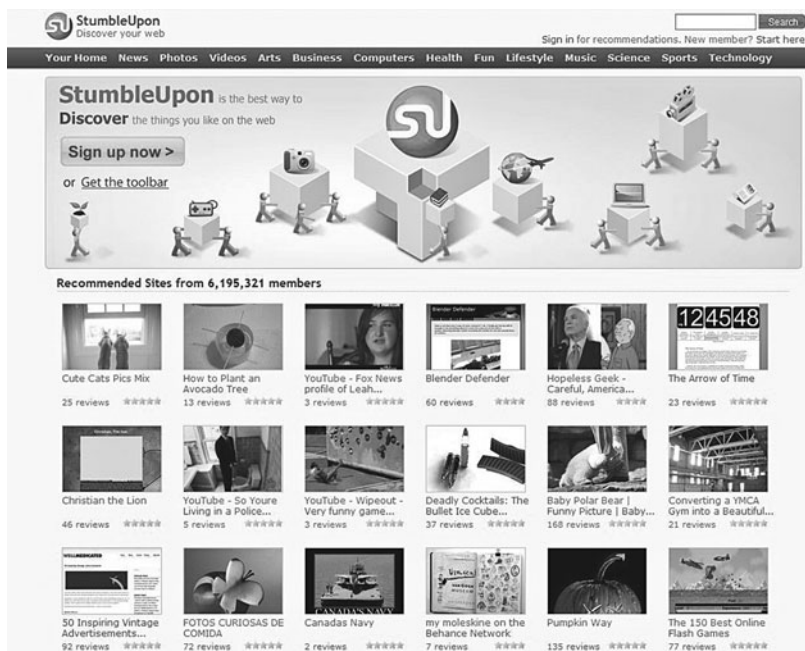 StumbleUpon
Discover your web
Search
Sign in for recommendations. New member? Start here
Your Home News Photos Videos Arts Business Computers Health Fun Lifestyle Music Science Sports Technology
StumbleUpon is the best way to
Discover the things you like on the web
Sign up now >
or Get the toolbar
Recommended Sites from 6,195,321 members
124548
Cute Cats Pics Mix
How to Plant an
Avocado Tree
YouTube - Fox News
profile of Leah...
Blender Defender
Hopeless Geek -
Careful, America...
The Arrow of Time
25 reviews
13 reviews
3 reviews
60 reviews
88 reviews
23 reviews
Christian the Lion
YouTube - So Youre
Living in a Police...
YouTube - Wipeout -
Very funny game...
Deadly Cocktails: The
Bullet Ice Cube...
Baby Polar Bear |
Funny Picture | Baby...
Converting a YMCA
Gym into a Beautiful...
46 reviews
5 reviews
3 reviews
37 reviews
168 reviews
21 reviews
WELLMEDICATED
CANADA'S NAVY
50 Inspiring Vintage
Advertisements...
FOTOS CURIOSAS DE
COMIDA
Canadas Navy
my moleskine on the
Behance Network
Pumpkin Way
The 150 Best Online
Flash Games
92 reviews
72 reviews
2 reviews
7 reviews
135 reviews
77 reviews